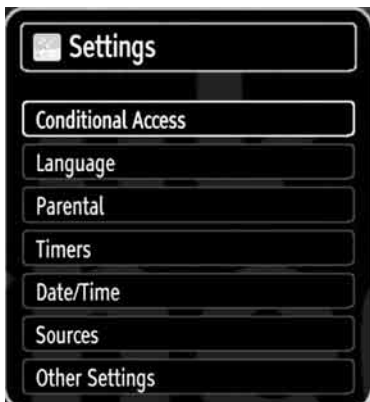 Settings
Conditional Access
Language
Parental
Timers
Date/Time
Sources
Other Settings